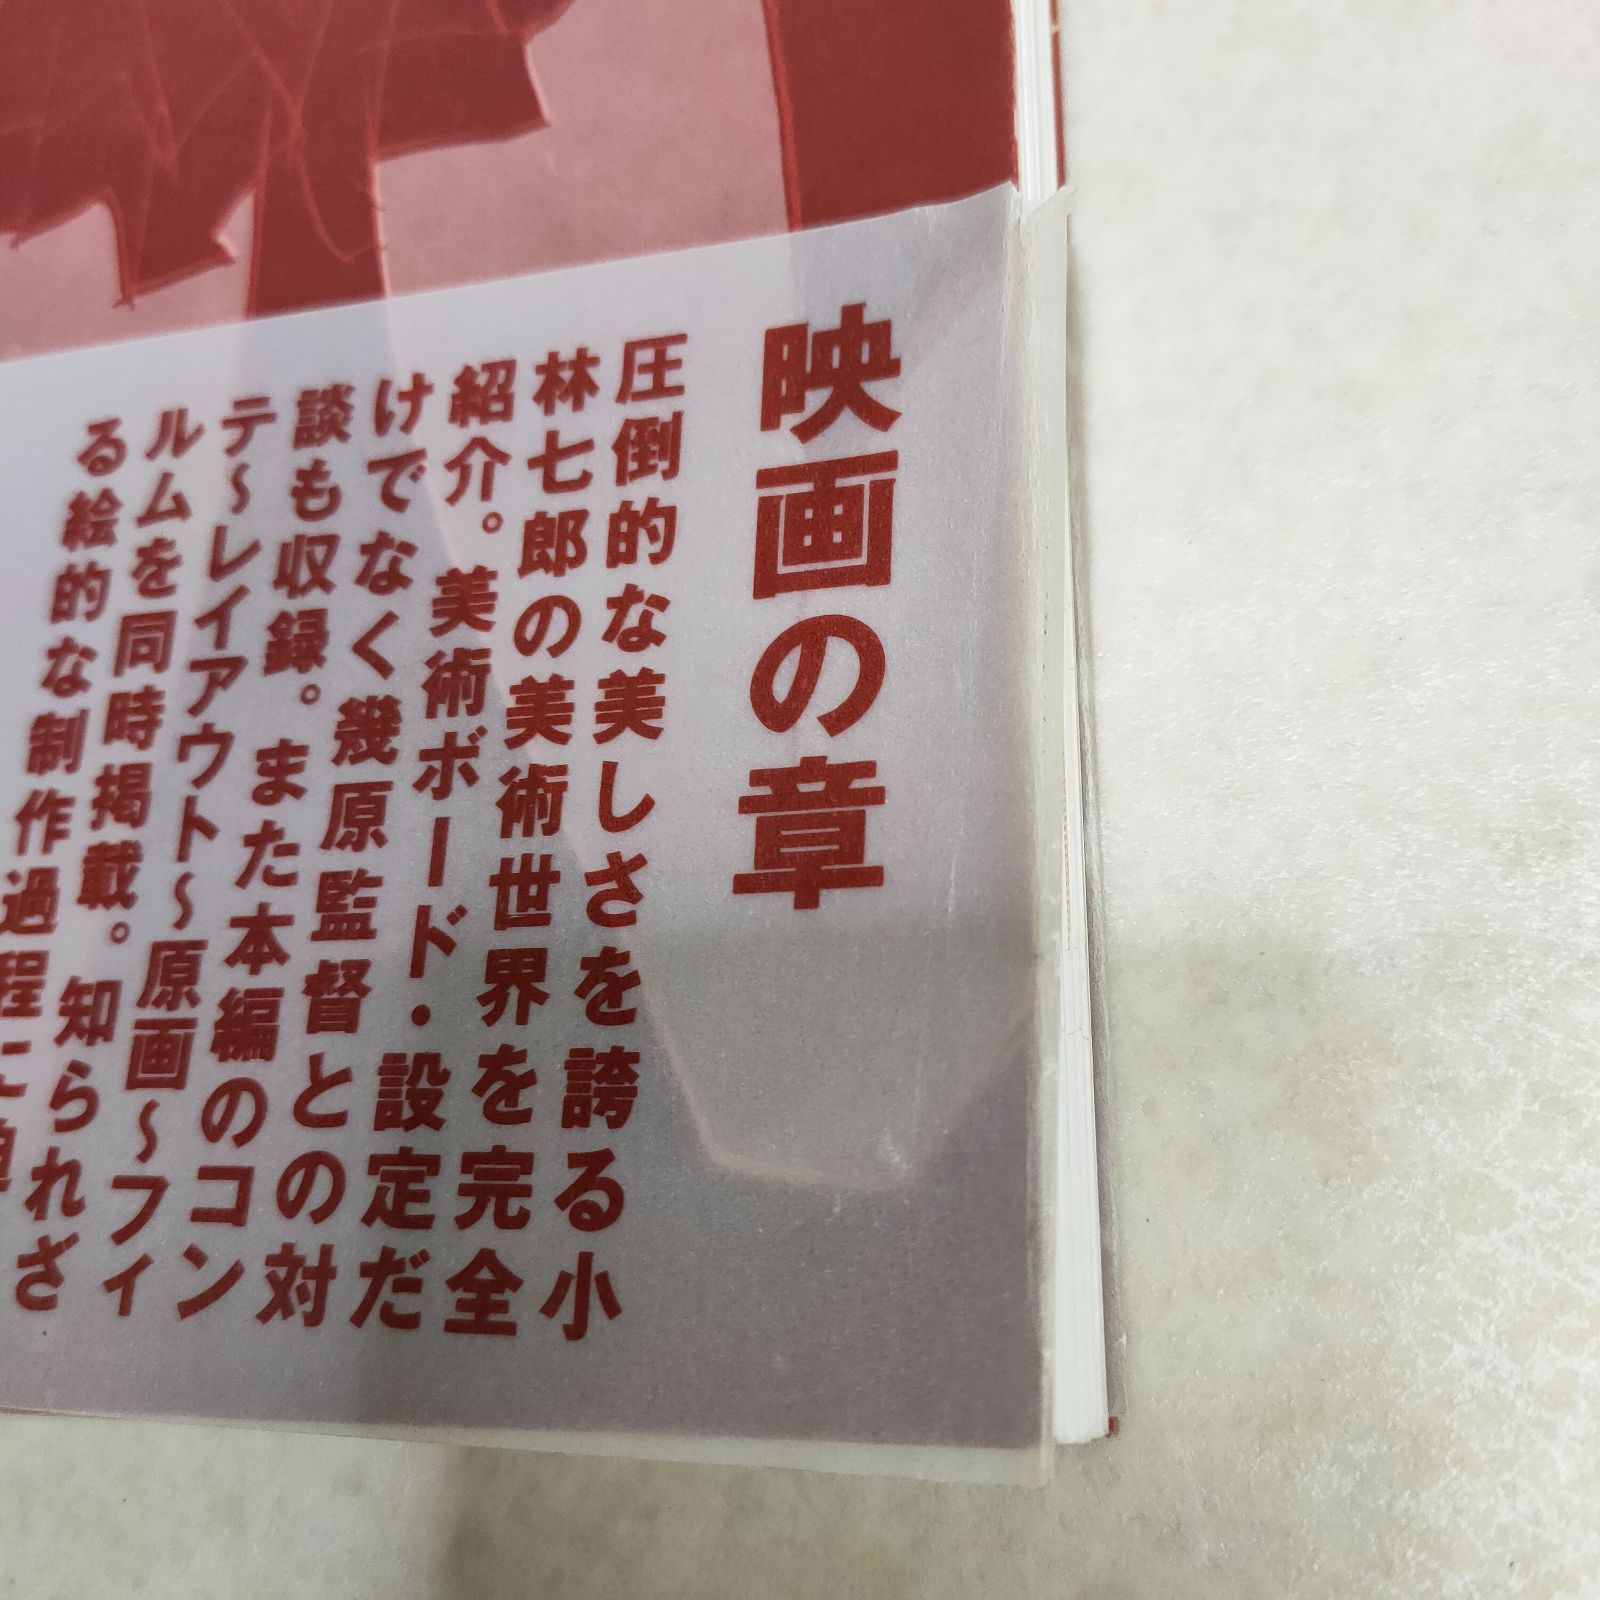 映画の章
圧倒的な美しさを誇る小
林七郎の美術世界を完全
紹介。美術ボード・設定だ
けでなく幾原監督との対
談も収録。また本編のコン
テ〜レイアウト〜原画〜フィ
ルムを同時掲載。知られざ
る絵的な制作過程に迫